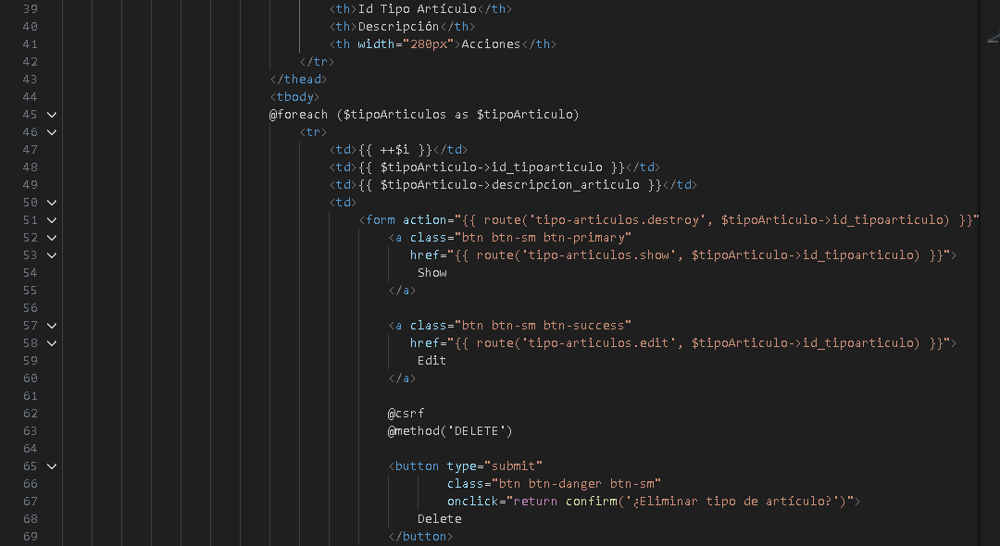 39 <th>Id Tipo Artículo</th>
40 <th>Descripción</th>
41 <th width="280px">Acciones</th>
42 </tr>
43 </thead>
44 <tbody>
45 @foreach ($tipoArticulos as $tipoArticulo)
46 <tr>
47 <td>{{ ++$i }}</td>
48 <td>{{ $tipoArticulo->id_tipoarticulo }}</td>
49 <td>{{ $tipoArticulo->descripcion_articulo }}</td>
50 <td>
51 <form action="{{ route('tipo-articulos.destroy', $tipoArticulo->id_tipoarticulo) }}"
52 <a class="btn btn-sm btn-primary"
53 href="{{ route('tipo-articulos.show', $tipoArticulo->id_tipoarticulo) }}">
54 Show
55 </a>
56
57 <a class="btn btn-sm btn-success"
58 href="{{ route('tipo-articulos.edit', $tipoArticulo->id_tipoarticulo) }}">
59 Edit
60 </a>
61
62 @csrf
63 @method('DELETE')
64
65 <button type="submit"
66 class="btn btn-danger btn-sm"
67 onclick="return confirm('¿Eliminar tipo de artículo?')">
68 Delete
69 </button>